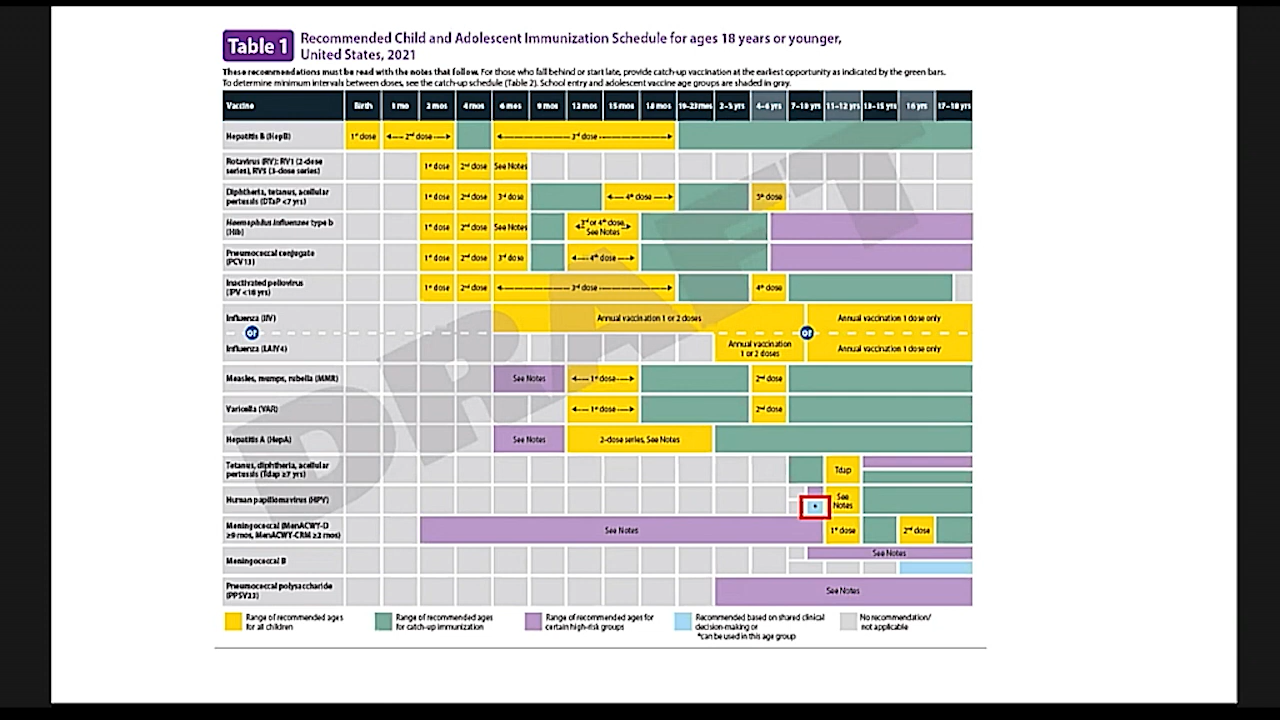 Table 1
Recommended Child and Adolescent Immunization Schedule for ages 18 years or younger,
United States, 2021
These recommendations must be read with the notes that follow. For those who fall behind or start late, provide catch-up vaccination at the earliest opportunity as indicated by the green bars.
To determine minimum intervals between doses, see the catch-up schedule (Table 2). School entry and adolescent vaccine age groups are shaded in gray.
Vaccine Birth 1 mo 2 mos 4 mos 6 mos 9 mos 12 mos 15 mos 18 mos 19–23 mos 2–3 yrs 4–6 yrs 7–10 yrs 11–12 yrs 13–15 yrs 16 yrs 17–18 yrs
Hepatitis B (HepB) 1st dose 2nd dose 3rd dose
Rotavirus (RV): RV1 (2-dose
series), RV5 (3-dose series) 1st dose 2nd dose See Notes
Diphtheria, tetanus, acellular
pertussis (DTaP <7 yrs) 1st dose 2nd dose 3rd dose 4th dose 5th dose
Haemophilus influenzae type b
(Hib) 1st dose 2nd dose See Notes 3rd or 4th dose,
See Notes
Pneumococcal conjugate
(PCV13) 1st dose 2nd dose 3rd dose 4th dose
Inactivated poliovirus
(IPV <18 yrs) 1st dose 2nd dose 3rd dose 4th dose
Influenza (IIV) Annual vaccination 1 or 2 doses Annual vaccination 1 dose only
or or
Influenza (LAIV4) Annual vaccination
1 or 2 doses Annual vaccination 1 dose only
Measles, mumps, rubella (MMR) See Notes 1st dose 2nd dose
Varicella (VAR) 1st dose 2nd dose
Hepatitis A (HepA) See Notes 2-dose series, See Notes
Tetanus, diphtheria, acellular
pertussis (Tdap ≥7 yrs) Tdap
Human papillomavirus (HPV) * See
Notes
Meningococcal (MenACWY-D
≥9 mos, MenACWY-CRM ≥2 mos) See Notes 1st dose 2nd dose
Meningococcal B See Notes
Pneumococcal polysaccharide
(PPSV23) See Notes
DRAFT
Range of recommended ages
for all children
Range of recommended ages
for catch-up immunization
Range of recommended ages for
certain high-risk groups
Recommended based on shared clinical
decision-making or
*can be used in this age group
No recommendation/
not applicable